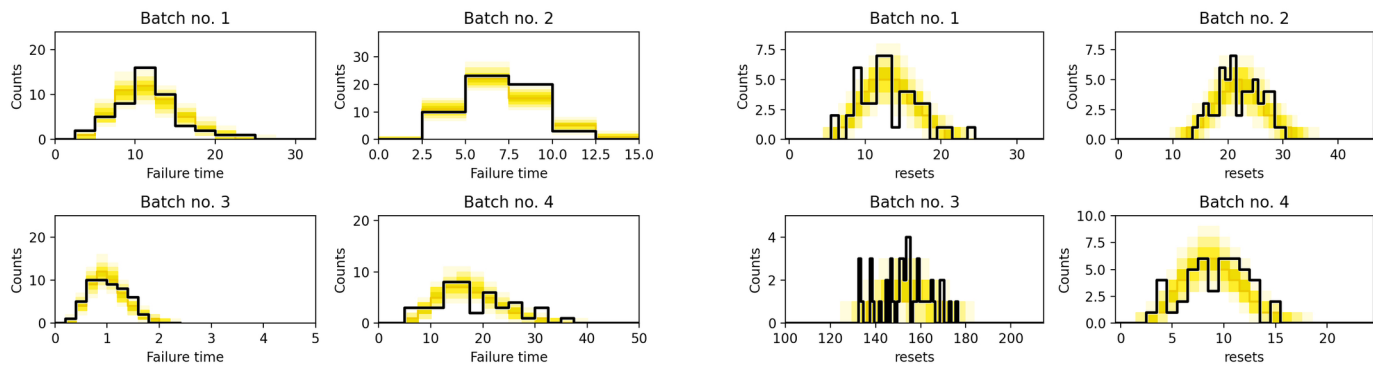 Batch no. 1
Counts
20
10
0
0 10 20 30
Failure time
Batch no. 2
Counts
30
20
10
0
0.0 2.5 5.0 7.5 10.0 12.5 15.0
Failure time
Batch no. 1
Counts
7.5
5.0
2.5
0.0
0 10 20 30
resets
Batch no. 2
Counts
7.5
5.0
2.5
0.0
0 10 20 30 40
resets
Batch no. 3
Counts
20
10
0
0 1 2 3 4 5
Failure time
Batch no. 4
Counts
20
10
0
0 10 20 30 40 50
Failure time
Batch no. 3
Counts
4
2
0
100 120 140 160 180 200
resets
Batch no. 4
Counts
10.0
7.5
5.0
2.5
0.0
0 5 10 15 20
resets